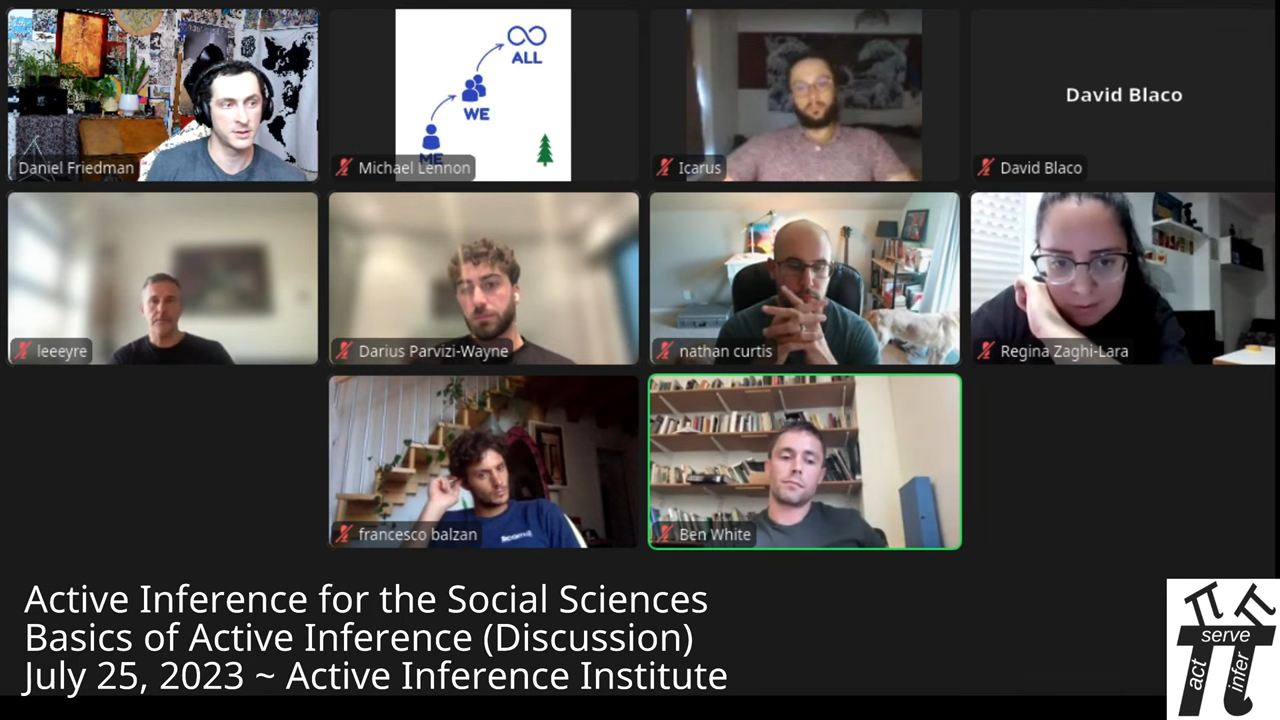 ALL
WE
ME
David Blaco
Daniel Friedman
Michael Lennon
Icarus
David Blaco
leeeyre
Darius Parvizi-Wayne
nathan curtis
Regina Zaghi-Lara
francesco balzan
Ben White
Active Inference for the Social Sciences
Basics of Active Inference (Discussion)
July 25, 2023 ~ Active Inference Institute
serve
act
infer